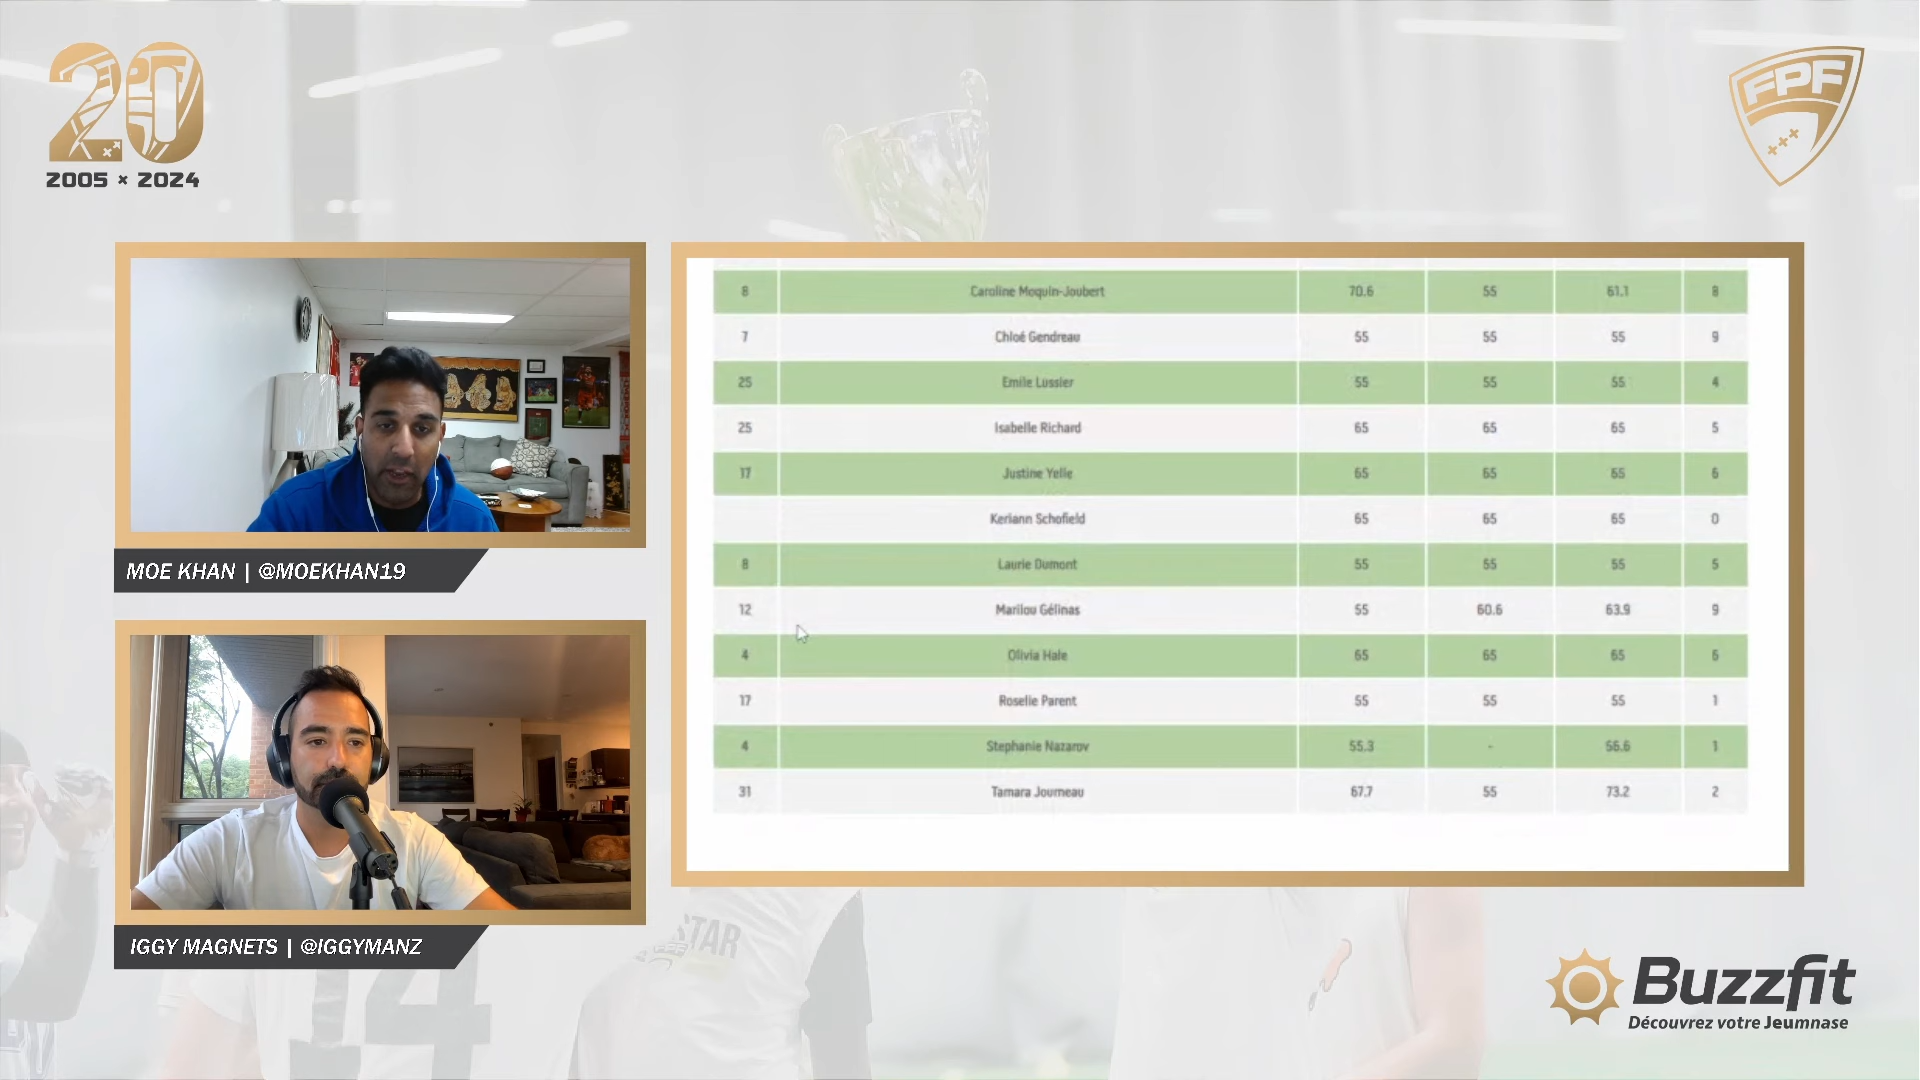 20
FPF
2005 × 2024
8 Caroline Moquin-Joubert 70.6 55 61.1 8
7 Chloé Gendreau 55 55 55 9
25 Emile Lussier 55 55 55 4
25 Isabelle Richard 65 65 65 5
17 Justine Yelle 65 65 65 6
Keriann Schofield 65 65 65 0
8 Laurie Dumont 55 55 55 5
12 Marilou Gélinas 55 60.6 63.9 9
4 Olivia Hale 65 65 65 6
17 Roselie Parent 55 55 55 1
4 Stephanie Nazarov 55.3 - 56.6 1
31 Tamara Journeau 67.7 55 73.2 2
MOE KHAN | @MOEKHAN19
IGGY MAGNETS | @IGGYMANZ
STAR
14
Buzzfit
Découvrez votre Jeumnase